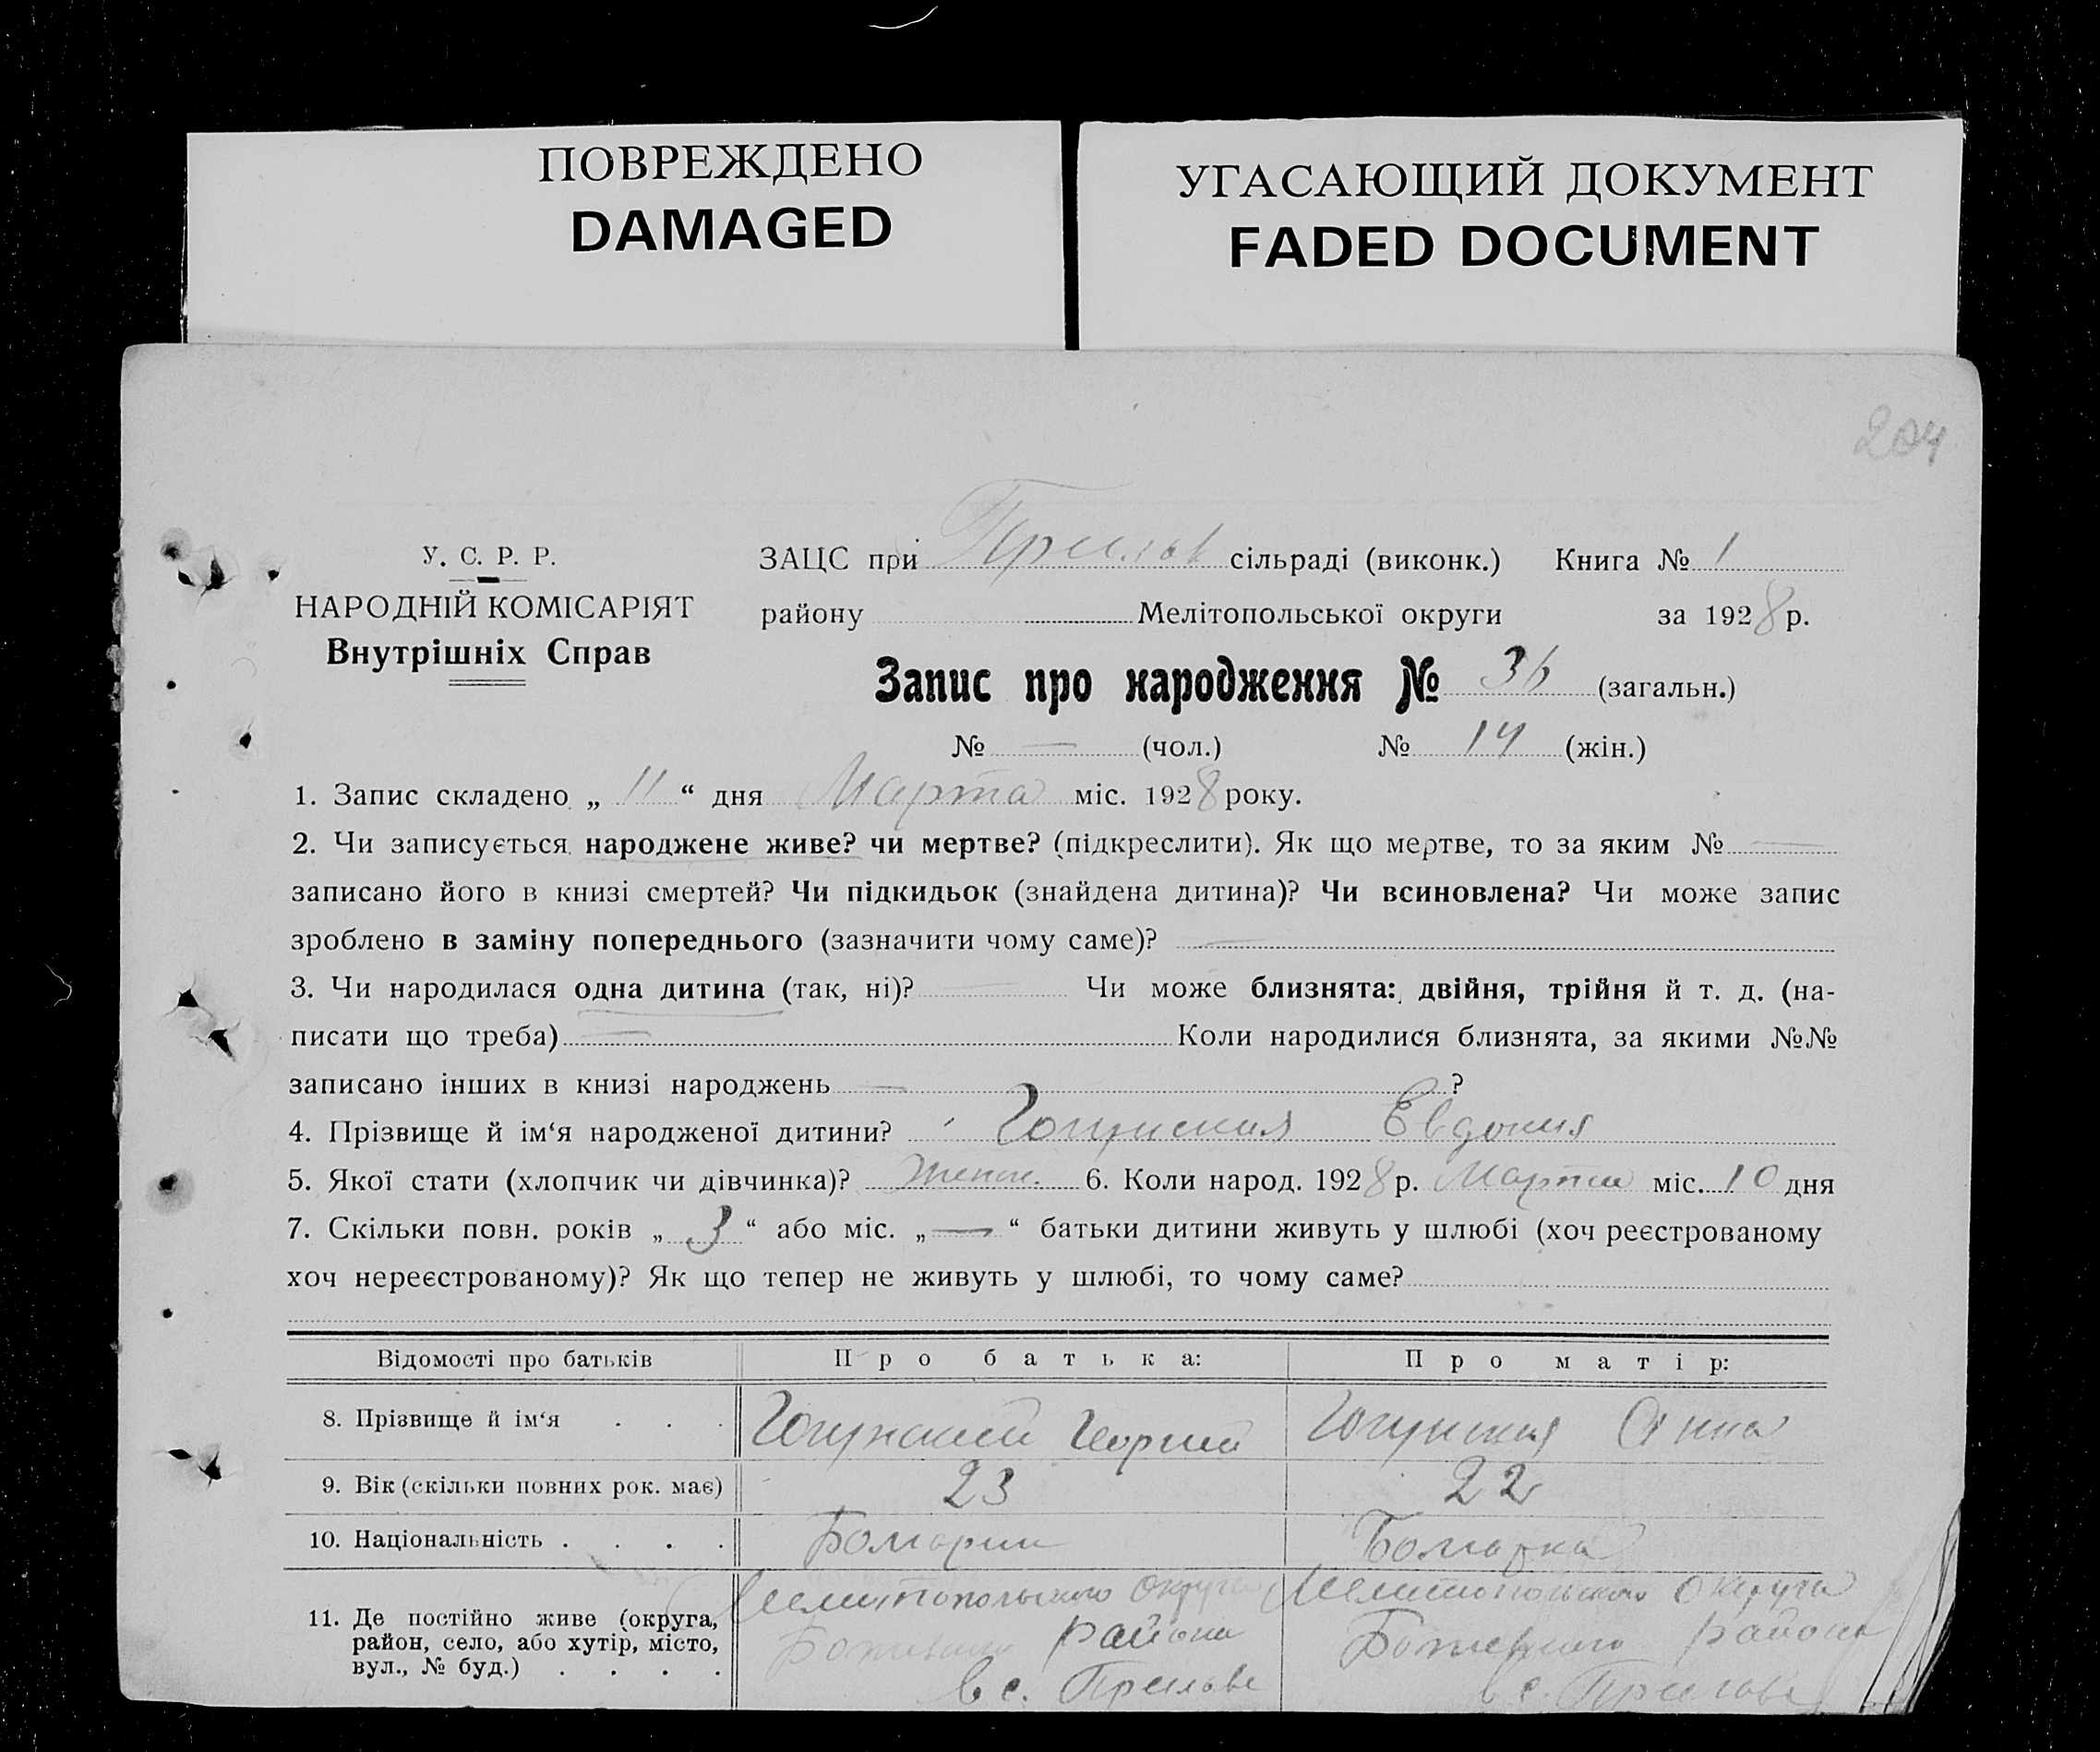 ПОВРЕЖДЕНО
DAMAGED
УГАСАЮЩИЙ ДОКУМЕНТ
FADED DOCUMENT
204
У. С. Р. Р.
НАРОДНІЙ КОМІСАРІЯТ
Внутрішніх Справ
ЗАЦС при сільраді (виконк.) Книга № 1
району Мелітопольської округи за 1928 р.
Запис про народження № 36 (загальн.)
№ — (чол.) № 14 (жін.)
1. Запис складено „ 11 “ дня Марта міс. 1928 року.
2. Чи записується народжене живе? чи мертве? (підкреслити). Як що мертве, то за яким № —
записано його в книзі смертей? Чи підкидьок (знайдена дитина)? Чи всиновлена? Чи може запис
зроблено в заміну попереднього (зазначити чому саме)? —
3. Чи народилася одна дитина (так, ні)? — Чи може близнята: двійня, трійня й т. д. (на-
писати що треба) — Коли народилися близнята, за якими №№
записано інших в книзі народжень — ?
4. Прізвище й ім‘я народженої дитини? Евдокия
5. Якої стати (хлопчик чи дівчинка)? Женск. 6. Коли народ. 1928 р. Марта міс. 10 дня
7. Скільки повн. років „ 3 “ або міс. „ — “ батьки дитини живуть у шлюбі (хоч реєстрованому
хоч нереєстрованому)? Як що тепер не живуть у шлюбі, то чому саме?
Відомості про батьків Про батька: Про матір:
8. Прізвище й ім‘я . . . Георгий Анна
9. Вік (скільки повних рок. має) 23 22
10. Національність . . . . Болгарин Болгарка
11. Де постійно живе (округа, Мелитопольского Округа Мелитопольского Округа
район, село, або хутір, місто, района района
вул., № буд.) . . . . в с. в с.